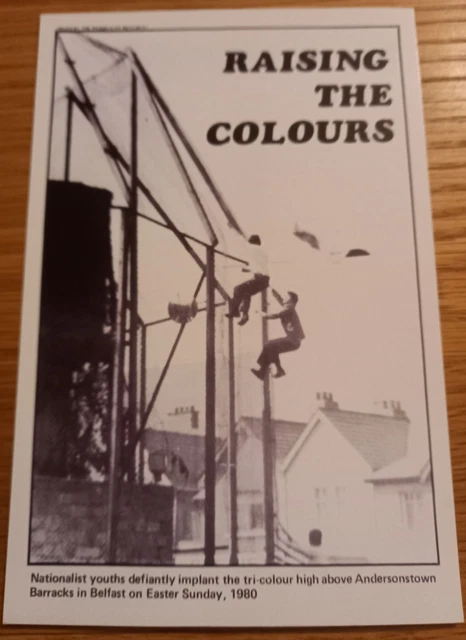 RAISING
THE
COLOURS
Nationalist youths defiantly implant the tri-colour high above Andersonstown
Barracks in Belfast on Easter Sunday, 1980